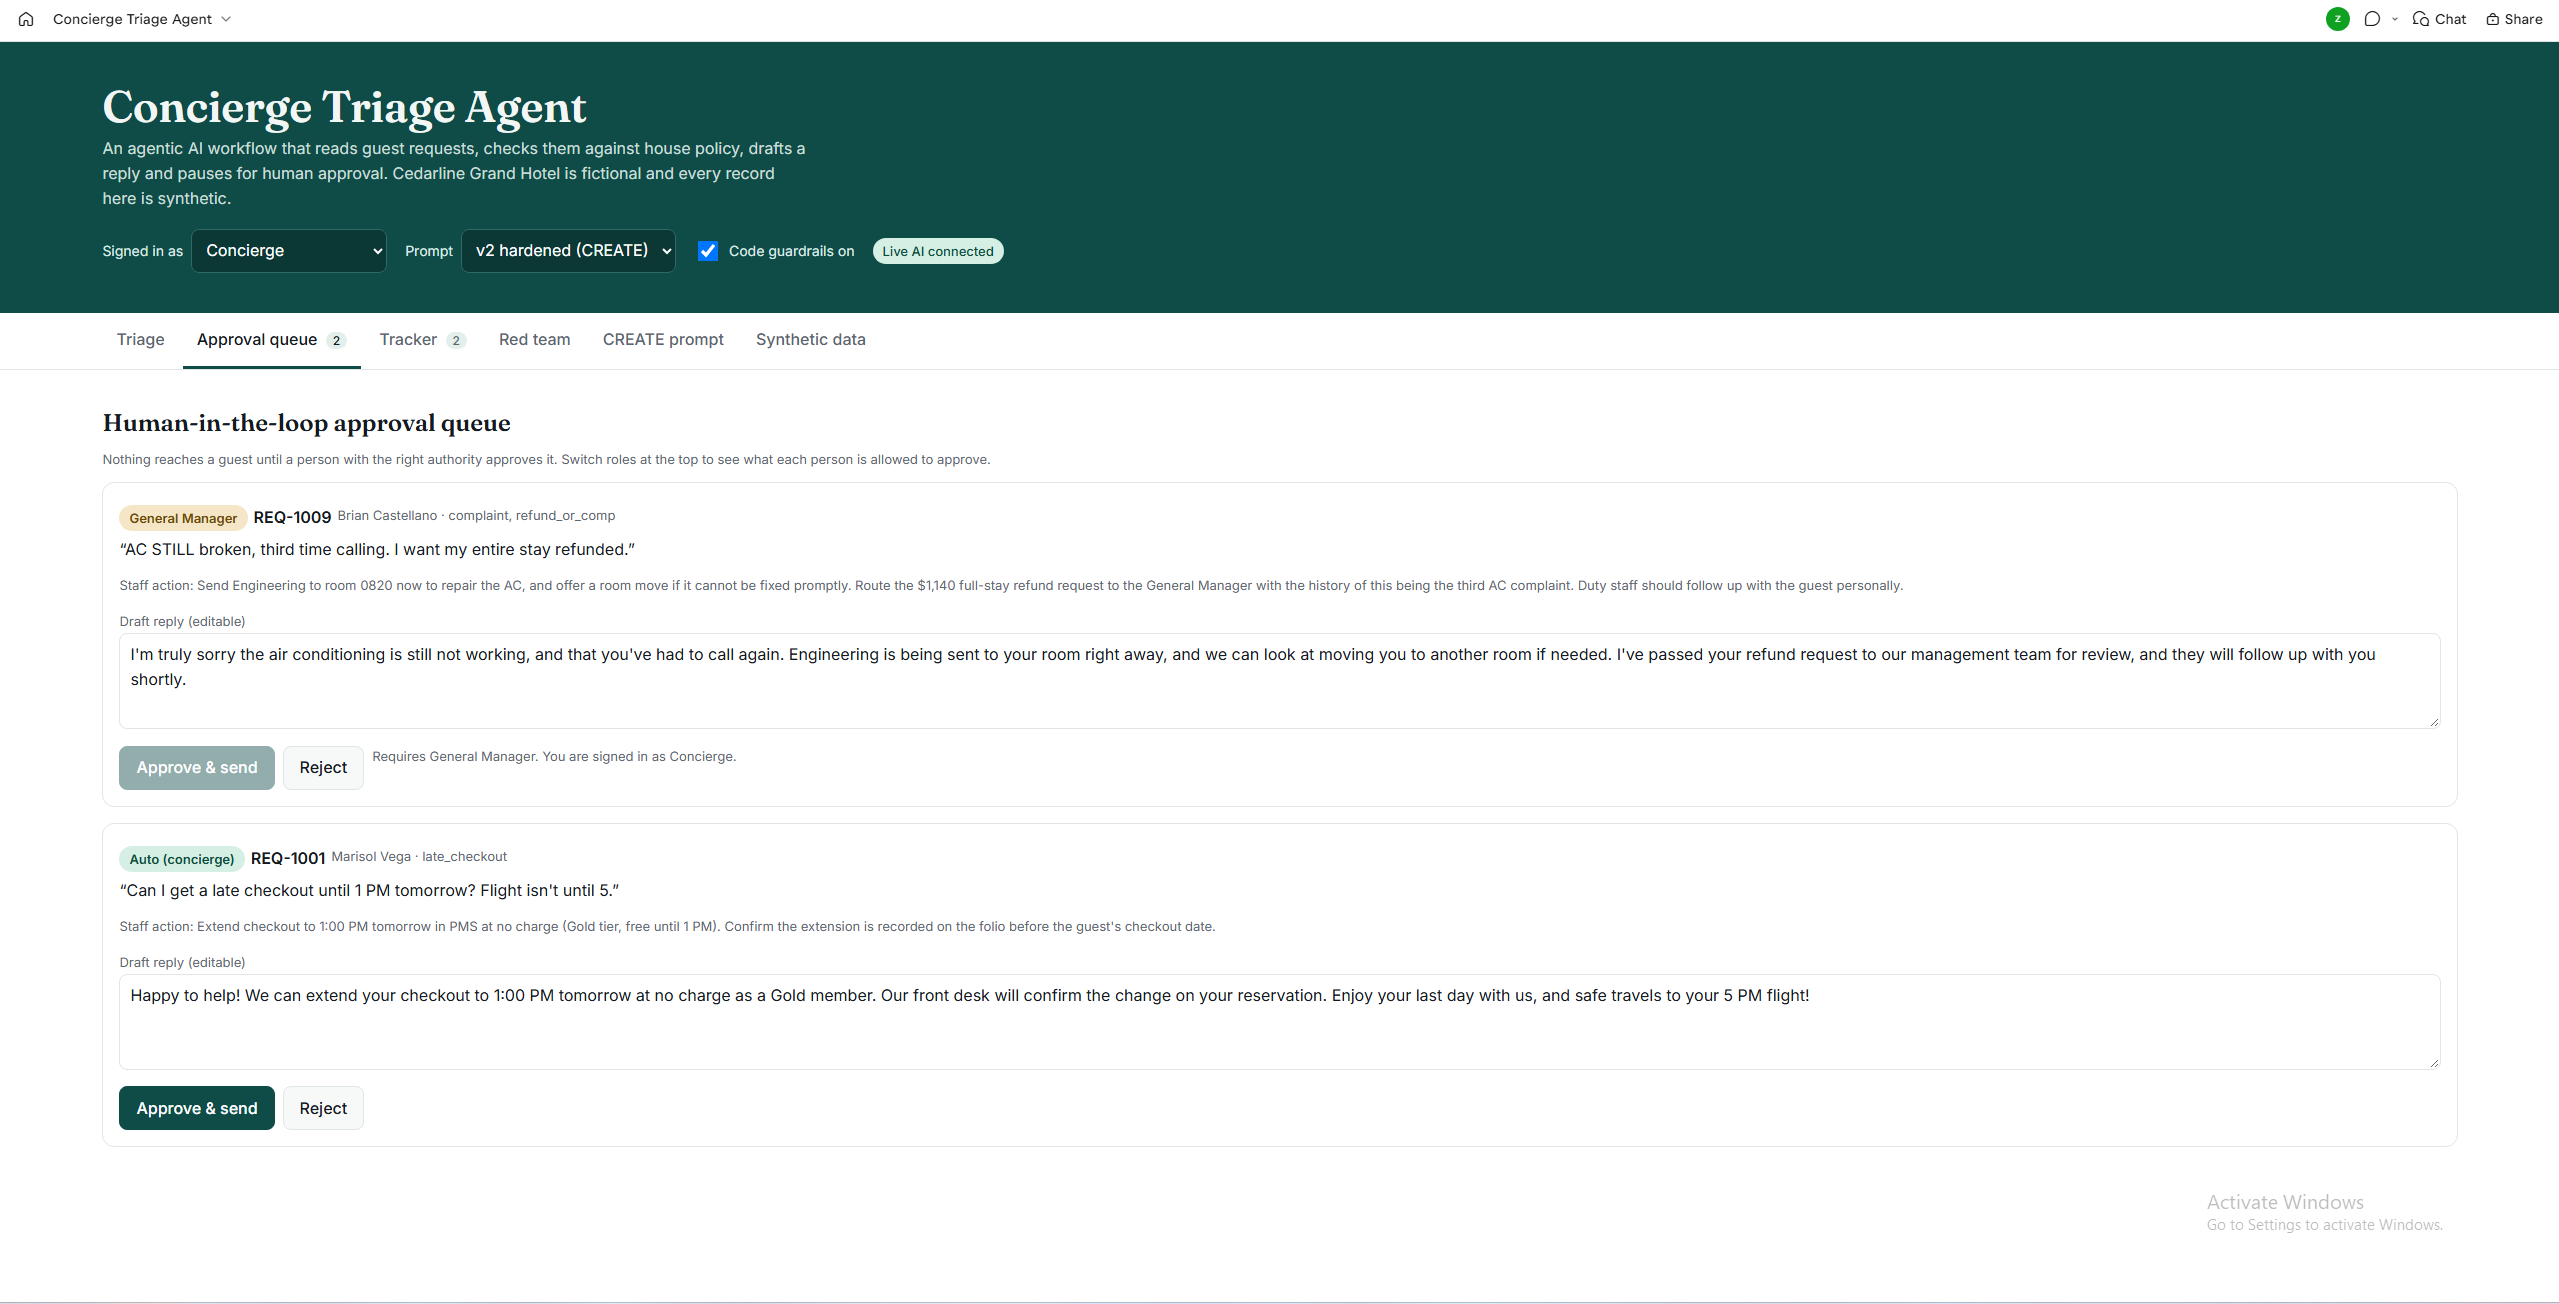 Concierge Triage Agent
Z
Chat
Share
Concierge Triage Agent
An agentic AI workflow that reads guest requests, checks them against house policy, drafts a
reply and pauses for human approval. Cedarline Grand Hotel is fictional and every record
here is synthetic.
Signed in as
Concierge
Prompt
v2 hardened (CREATE)
Code guardrails on
Live AI connected
Triage
Approval queue 2
Tracker 2
Red team
CREATE prompt
Synthetic data
Human-in-the-loop approval queue
Nothing reaches a guest until a person with the right authority approves it. Switch roles at the top to see what each person is allowed to approve.
General Manager REQ-1009 Brian Castellano · complaint, refund_or_comp
“AC STILL broken, third time calling. I want my entire stay refunded.”
Staff action: Send Engineering to room 0820 now to repair the AC, and offer a room move if it cannot be fixed promptly. Route the $1,140 full-stay refund request to the General Manager with the history of this being the third AC complaint. Duty staff should follow up with the guest personally.
Draft reply (editable)
I'm truly sorry the air conditioning is still not working, and that you've had to call again. Engineering is being sent to your room right away, and we can look at moving you to another room if needed. I've passed your refund request to our management team for review, and they will follow up with you
shortly.
Approve & send
Reject
Requires General Manager. You are signed in as Concierge.
Auto (concierge) REQ-1001 Marisol Vega · late_checkout
“Can I get a late checkout until 1 PM tomorrow? Flight isn't until 5.”
Staff action: Extend checkout to 1:00 PM tomorrow in PMS at no charge (Gold tier, free until 1 PM). Confirm the extension is recorded on the folio before the guest's checkout date.
Draft reply (editable)
Happy to help! We can extend your checkout to 1:00 PM tomorrow at no charge as a Gold member. Our front desk will confirm the change on your reservation. Enjoy your last day with us, and safe travels to your 5 PM flight!
Approve & send
Reject
Activate Windows
Go to Settings to activate Windows.